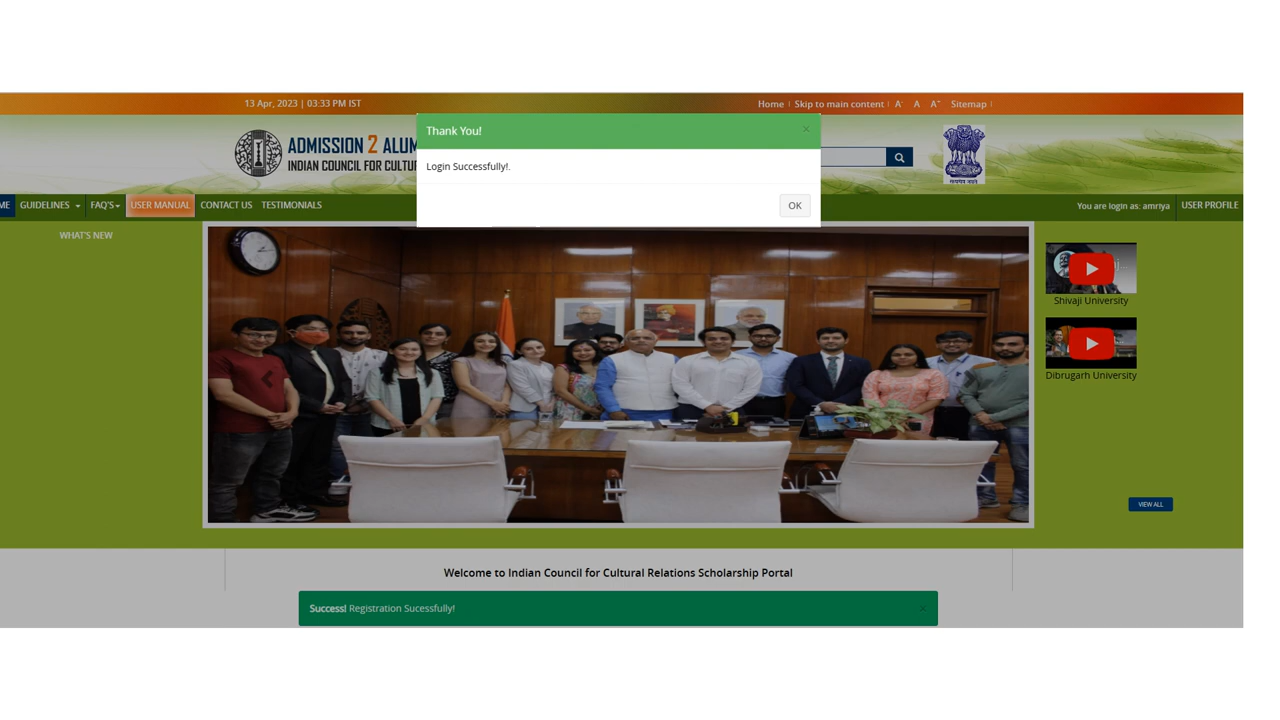 13 Apr, 2023 | 03:33 PM IST
Home | Skip to main content | A- A A+ Sitemap |
Thank You! ×
Login Successfully!.
OK
ADMISSION 2
INDIAN COUNCIL FOR
सत्यमेव जयते
GUIDELINES FAQ'S USER MANUAL CONTACT US TESTIMONIALS
You are login as: amriya USER PROFILE
WHAT'S NEW
Shivaji University
Dibrugarh University
VIEW ALL
Welcome to Indian Council for Cultural Relations Scholarship Portal
Success! Registration Sucessfully! ×